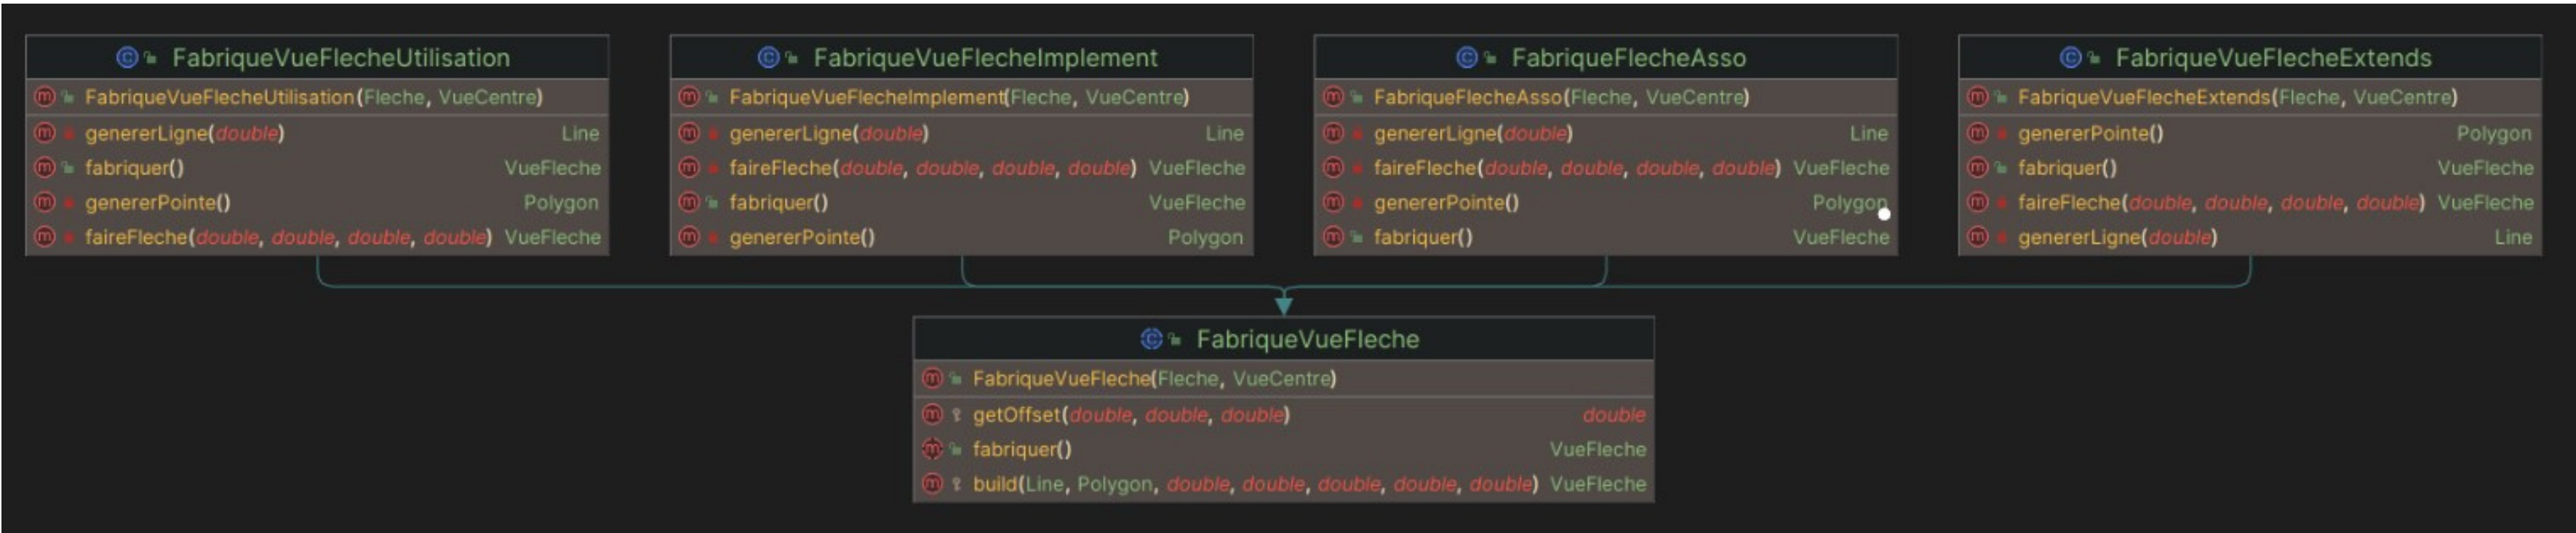 FabriqueVueFlecheUtilisation
FabriqueVueFlecheUtilisation(Fleche, VueCentre)
genererLigne(double) Line
fabriquer() VueFleche
genererPointe() Polygon
faireFleche(double, double, double, double) VueFleche
FabriqueVueFlecheImplement
FabriqueVueFlecheImplement(Fleche, VueCentre)
genererLigne(double) Line
faireFleche(double, double, double, double) VueFleche
fabriquer() VueFleche
genererPointe() Polygon
FabriqueFlecheAsso
FabriqueFlecheAsso(Fleche, VueCentre)
genererLigne(double) Line
faireFleche(double, double, double, double) VueFleche
genererPointe() Polygon
fabriquer() VueFleche
FabriqueVueFlecheExtends
FabriqueVueFlecheExtends(Fleche, VueCentre)
genererPointe() Polygon
fabriquer() VueFleche
faireFleche(double, double, double, double) VueFleche
genererLigne(double) Line
FabriqueVueFleche
FabriqueVueFleche(Fleche, VueCentre)
getOffset(double, double, double) double
fabriquer() VueFleche
build(Line, Polygon, double, double, double, double, double) VueFleche